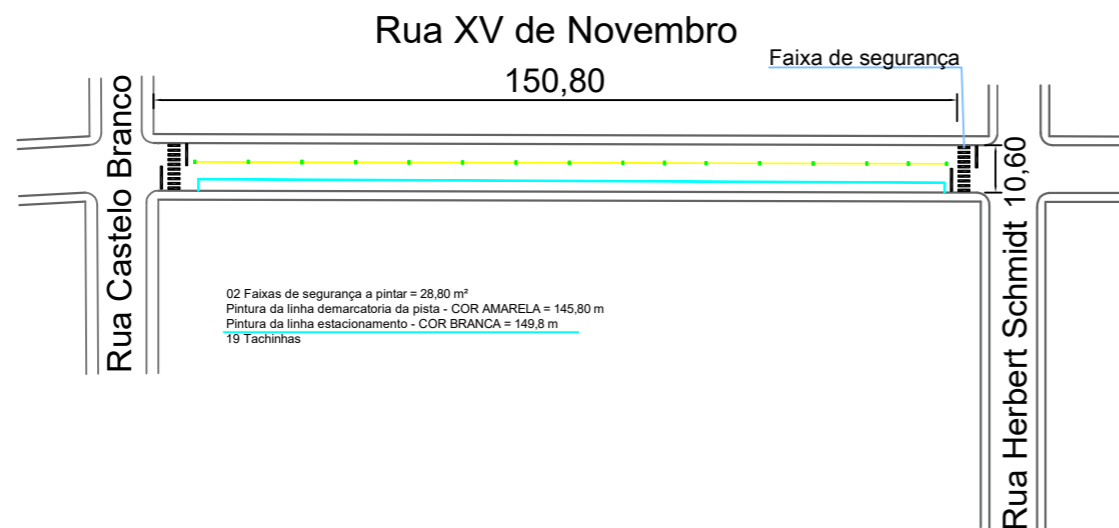 Rua XV de Novembro
Faixa de segurança
150,80
Rua Castelo Branco
10,60
Rua Herbert Schmidt
02 Faixas de segurança a pintar = 28,80 m²
Pintura da linha demarcatoria da pista - COR AMARELA = 145,80 m
Pintura da linha estacionamento - COR BRANCA = 149,8 m
19 Tachinhas